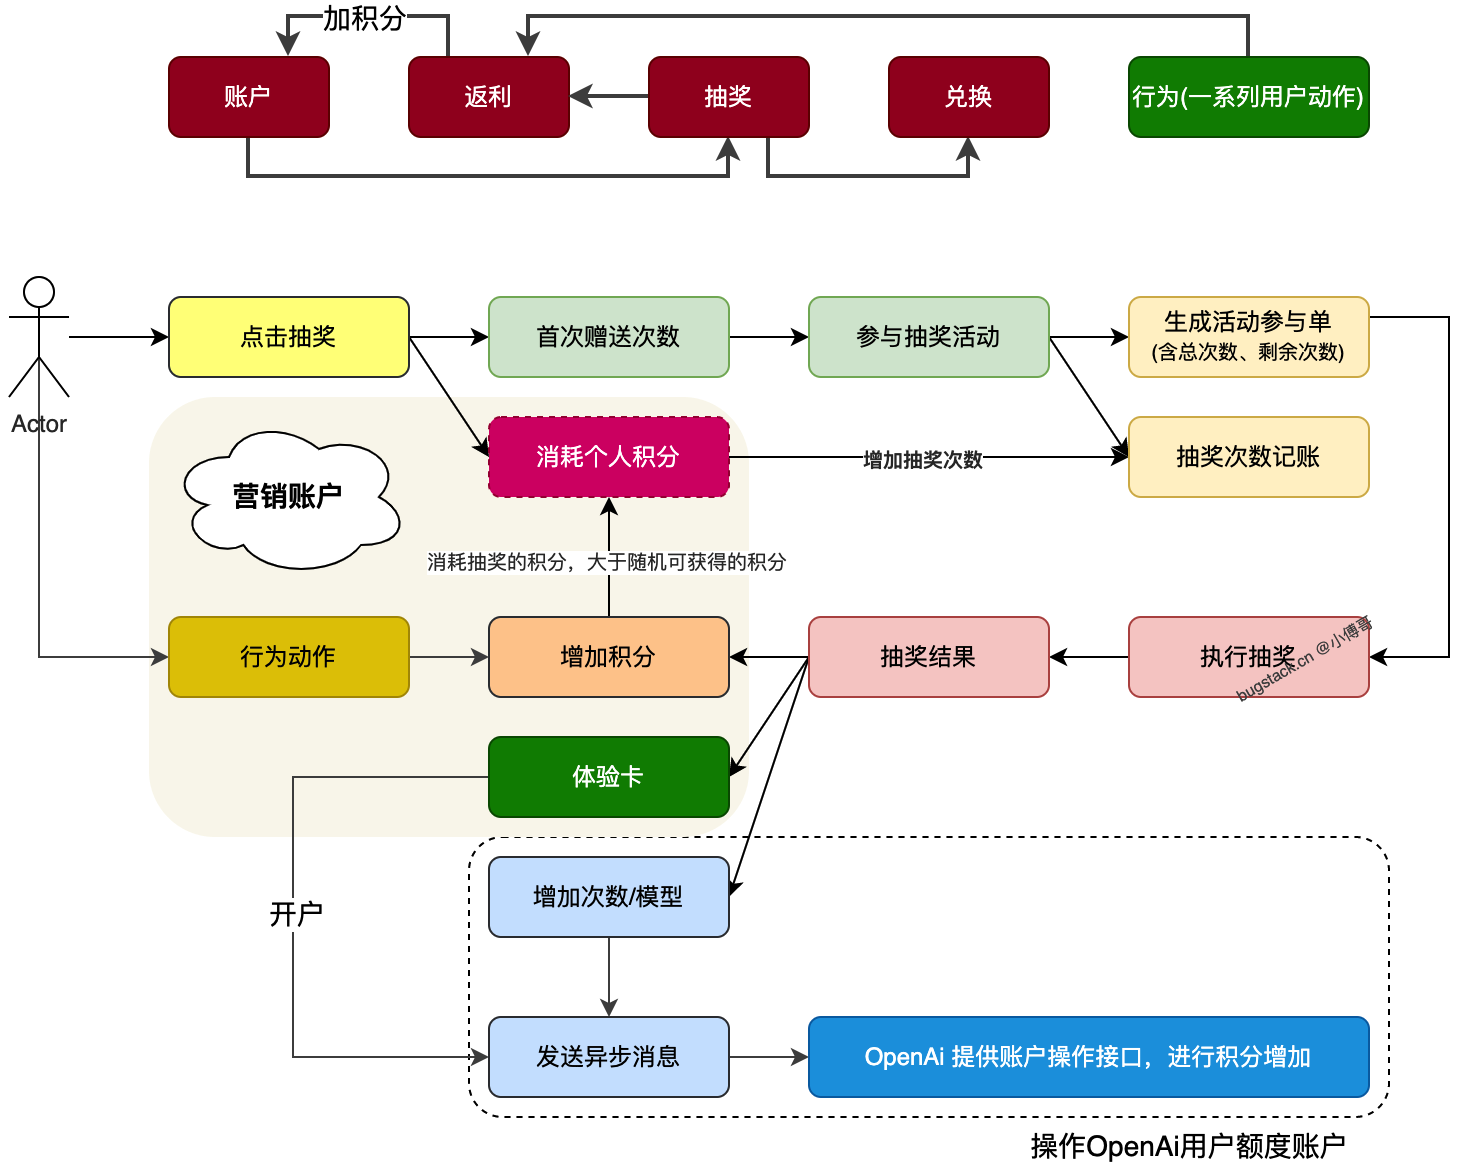 加积分
账户
返利
抽奖
兑换
行为(一系列用户动作)
点击抽奖
首次赠送次数
参与抽奖活动
生成活动参与单
(含总次数、剩余次数)
Actor
营销账户
消耗个人积分
增加抽奖次数
抽奖次数记账
消耗抽奖的积分，大于随机可获得的积分
行为动作
增加积分
抽奖结果
执行抽奖
bugstack.cn @小傅哥
体验卡
增加次数/模型
开户
发送异步消息
OpenAi 提供账户操作接口，进行积分增加
操作OpenAi用户额度账户